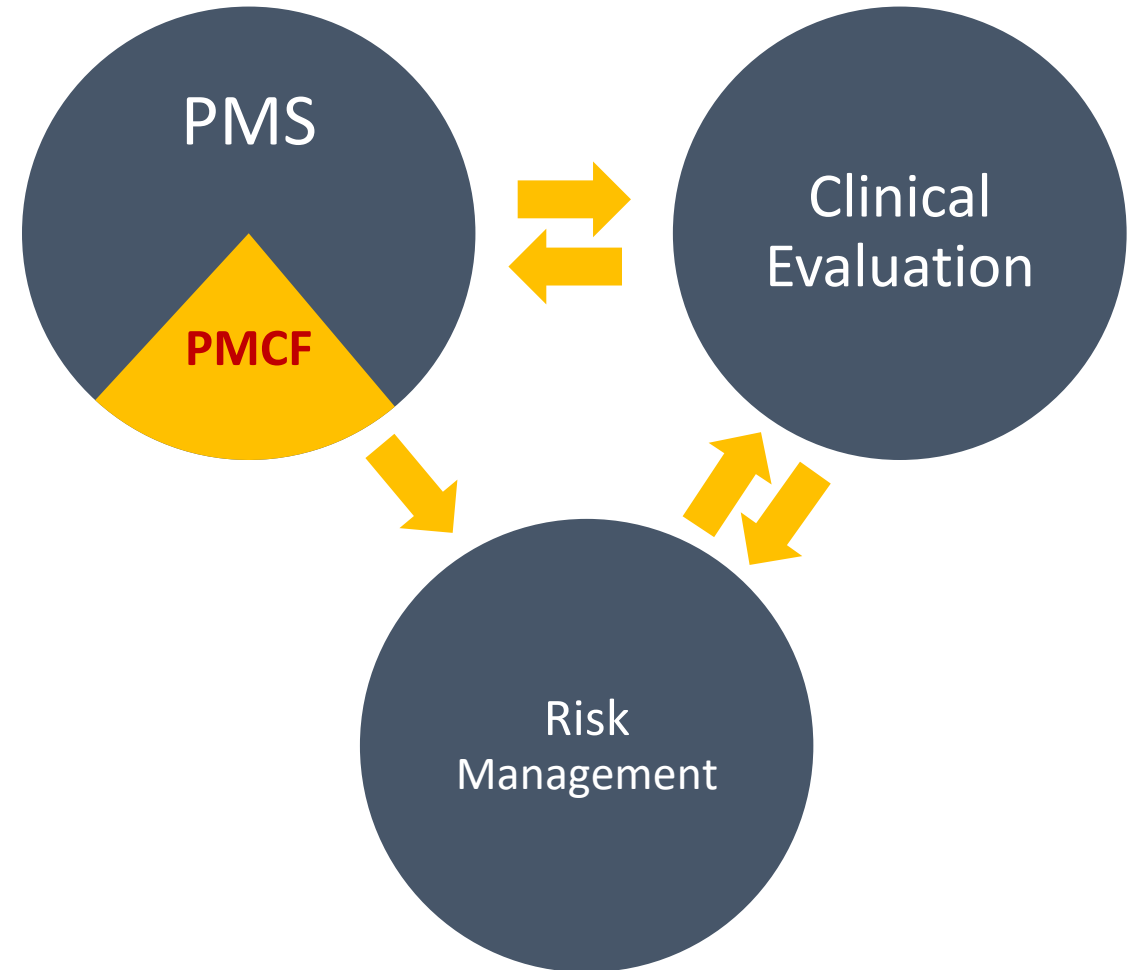 PMS
PMCF
Clinical
Evaluation
Risk
Management